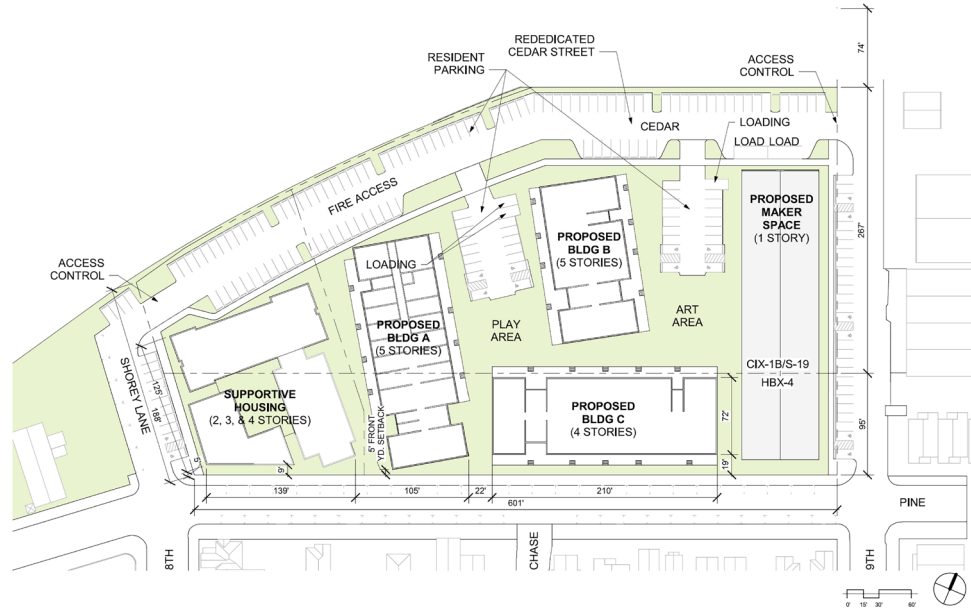 74'
REDEDICATED
CEDAR STREET
RESIDENT
PARKING
ACCESS
CONTROL
LOADING
CEDAR
LOAD LOAD
FIRE ACCESS
PROPOSED
MAKER
SPACE
(1 STORY)
267'
PROPOSED
BLDG B
(5 STORIES)
ACCESS
CONTROL
LOADING
ART
AREA
PLAY
AREA
PROPOSED
BLDG A
(5 STORIES)
SHOREY LANE
125'
188'
CIX-1B/S-19
HBX-4
SUPPORTIVE
HOUSING
(2, 3, & 4 STORIES)
PROPOSED
BLDG C
(4 STORIES)
72'
95'
5' FRONT
YD. SETBACK
5'
9'
19'
139'
105'
22'
210'
601'
PINE
8TH
CHASE
9TH
0' 15' 30' 60'